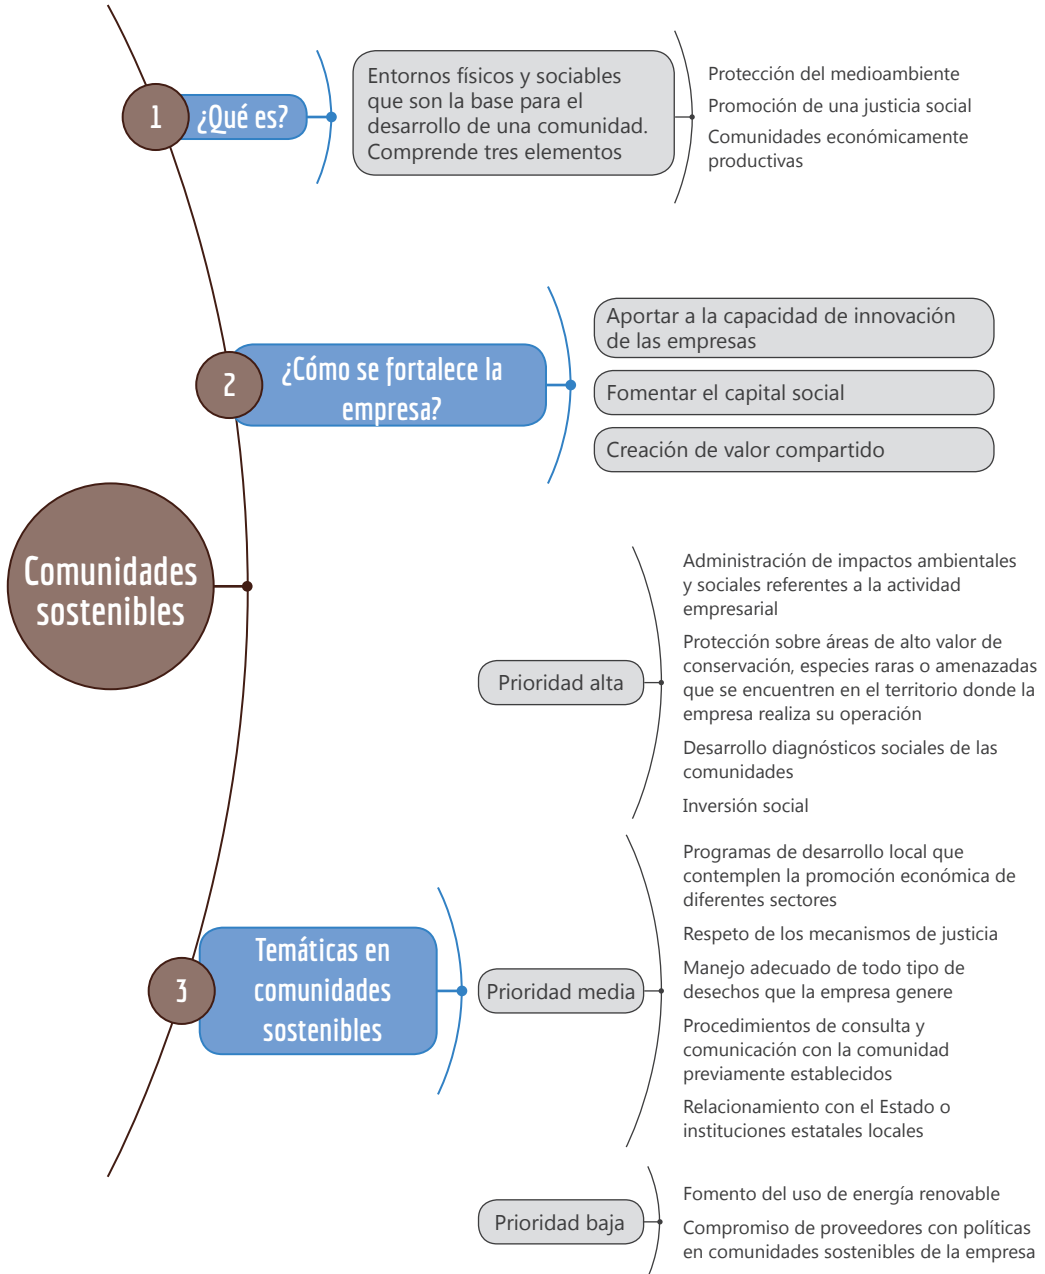 Comunidades
sostenibles
1
¿Qué es?
Entornos físicos y sociables
que son la base para el
desarrollo de una comunidad.
Comprende tres elementos
Protección del medioambiente
Promoción de una justicia social
Comunidades económicamente
productivas
2
¿Cómo se fortalece la
empresa?
Aportar a la capacidad de innovación
de las empresas
Fomentar el capital social
Creación de valor compartido
3
Temáticas en
comunidades
sostenibles
Prioridad alta
Administración de impactos ambientales
y sociales referentes a la actividad
empresarial
Protección sobre áreas de alto valor de
conservación, especies raras o amenazadas
que se encuentren en el territorio donde la
empresa realiza su operación
Desarrollo diagnósticos sociales de las
comunidades
Inversión social
Prioridad media
Programas de desarrollo local que
contemplen la promoción económica de
diferentes sectores
Respeto de los mecanismos de justicia
Manejo adecuado de todo tipo de
desechos que la empresa genere
Procedimientos de consulta y
comunicación con la comunidad
previamente establecidos
Relacionamiento con el Estado o
instituciones estatales locales
Prioridad baja
Fomento del uso de energía renovable
Compromiso de proveedores con políticas
en comunidades sostenibles de la empresa